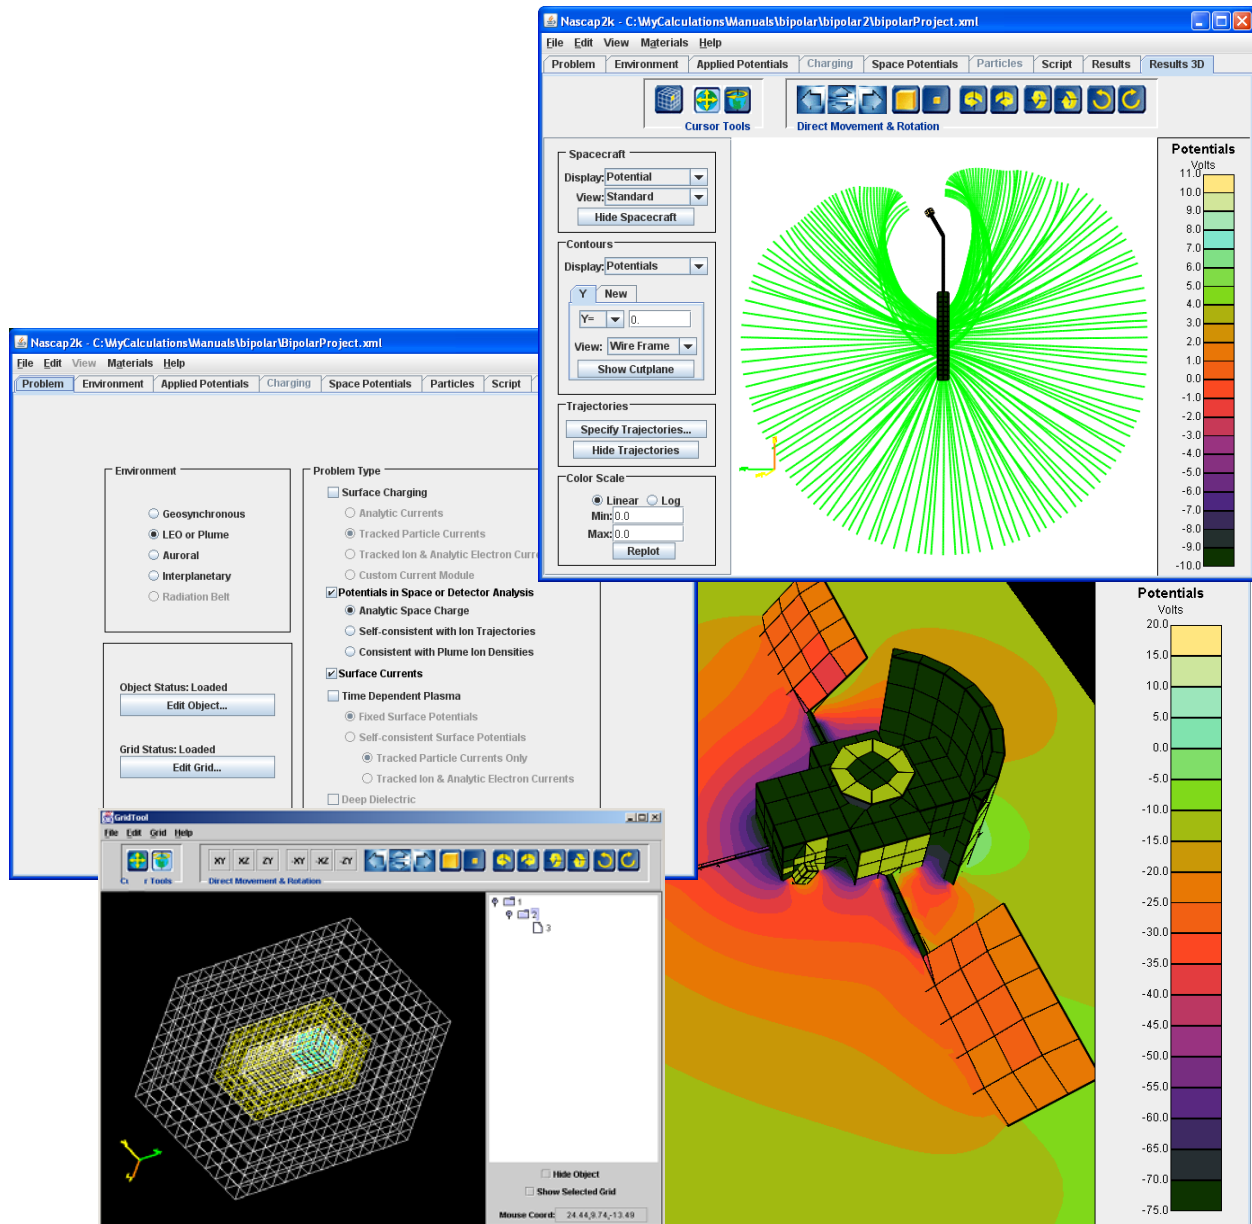 Nascap2k - C:\MyCalculations\Manuals\bipolar\bipolar2\bipolarProject.xml
File Edit View Materials Help
Problem Environment Applied Potentials Charging Space Potentials Particles Script Results Results 3D
Cursor Tools Direct Movement & Rotation
Spacecraft
Display: Potential
View: Standard
Hide Spacecraft
Contours
Display: Potentials
Y New
Y= 0.
View: Wire Frame
Show Cutplane
Trajectories
Specify Trajectories...
Hide Trajectories
Color Scale
Linear Log
Min: 0.0
Max: 0.0
Replot
Potentials
Volts
11.0
10.0
9.0
8.0
7.0
6.0
5.0
4.0
3.0
2.0
1.0
0.0
-1.0
-2.0
-3.0
-4.0
-5.0
-6.0
-7.0
-8.0
-9.0
-10.0
Nascap2k - C:\MyCalculations\Manuals\bipolar\BipolarProject.xml
File Edit View Materials Help
Problem Environment Applied Potentials Charging Space Potentials Particles Script
Environment
Geosynchronous
LEO or Plume
Auroral
Interplanetary
Radiation Belt
Object Status: Loaded
Edit Object...
Grid Status: Loaded
Edit Grid...
Problem Type
Surface Charging
Analytic Currents
Tracked Particle Currents
Tracked Ion & Analytic Electron Curre
Custom Current Module
Potentials in Space or Detector Analysis
Analytic Space Charge
Self-consistent with Ion Trajectories
Consistent with Plume Ion Densities
Surface Currents
Time Dependent Plasma
Fixed Surface Potentials
Self-consistent Surface Potentials
Tracked Particle Currents Only
Tracked Ion & Analytic Electron Currents
Deep Dielectric
GridTool
File Edit Grid Help
XY XZ ZY -XY -XZ -ZY
Tools Direct Movement & Rotation
1
2
3
Hide Object
Show Selected Grid
Mouse Coord: 24.44,9.74,-13.49
Potentials
Volts
20.0
15.0
10.0
5.0
0.0
-5.0
-10.0
-15.0
-20.0
-25.0
-30.0
-35.0
-40.0
-45.0
-50.0
-55.0
-60.0
-65.0
-70.0
-75.0